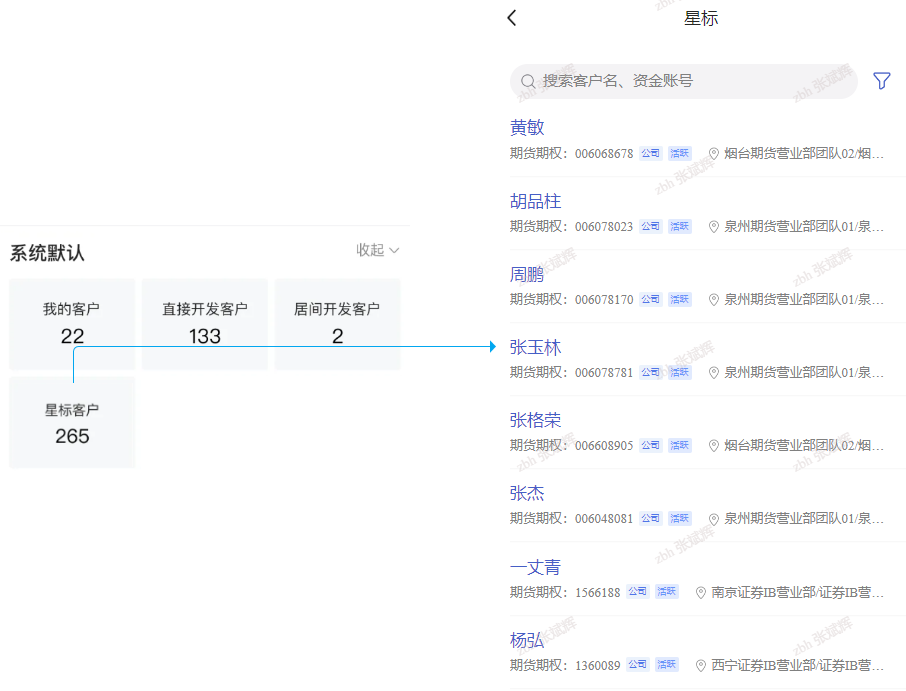 系统默认
收起
我的客户
22
直接开发客户
133
居间开发客户
2
星标客户
265
星标
搜索客户名、资金账号
黄敏
期货期权：006068678 公司 活跃 烟台期货营业部团队02/烟...
胡品柱
期货期权：006078023 公司 活跃 泉州期货营业部团队01/泉...
周鹏
期货期权：006078170 公司 活跃 泉州期货营业部团队01/泉...
张玉林
期货期权：006078781 公司 活跃 泉州期货营业部团队01/泉...
张格荣
期货期权：006608905 公司 活跃 烟台期货营业部团队02/烟...
张杰
期货期权：006048081 公司 活跃 泉州期货营业部团队01/泉...
一丈青
期货期权：1566188 公司 活跃 南京证券IB营业部/证券IB营...
杨弘
期货期权：1360089 公司 活跃 西宁证券IB营业部/证券IB营...
zbh 张斌辉